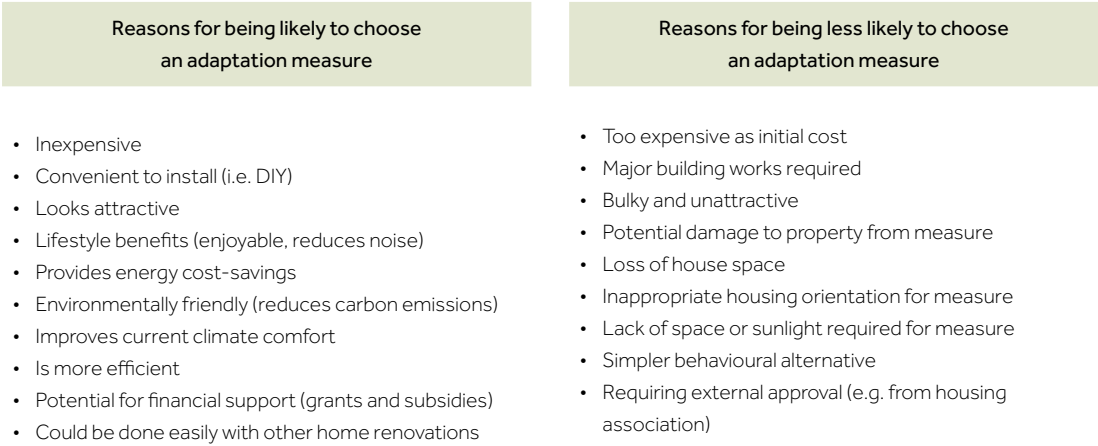 Reasons for being likely to choose
an adaptation measure
• Inexpensive
• Convenient to install (i.e. DIY)
• Looks attractive
• Lifestyle benefits (enjoyable, reduces noise)
• Provides energy cost-savings
• Environmentally friendly (reduces carbon emissions)
• Improves current climate comfort
• Is more efficient
• Potential for financial support (grants and subsidies)
• Could be done easily with other home renovations
Reasons for being less likely to choose
an adaptation measure
• Too expensive as initial cost
• Major building works required
• Bulky and unattractive
• Potential damage to property from measure
• Loss of house space
• Inappropriate housing orientation for measure
• Lack of space or sunlight required for measure
• Simpler behavioural alternative
• Requiring external approval (e.g. from housing
association)